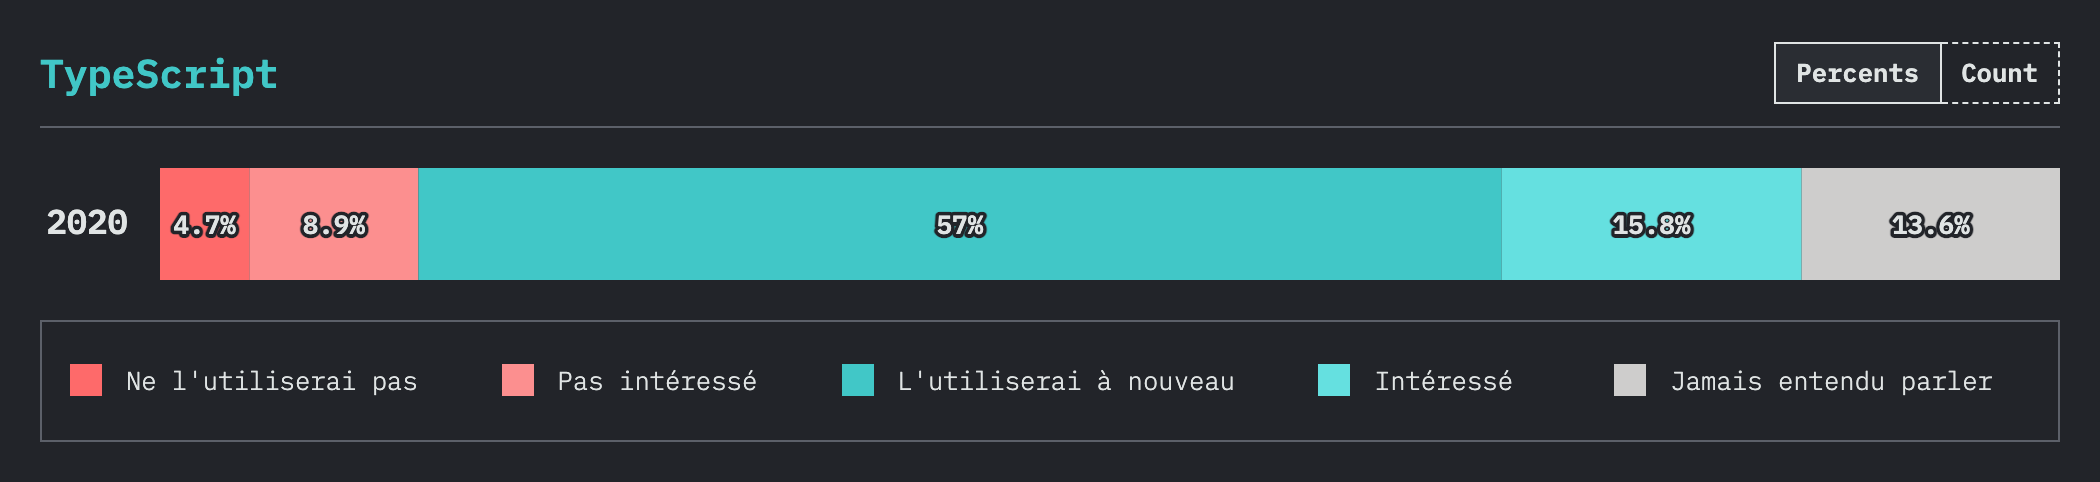 TypeScript
Percents Count
2020 4.7% 8.9% 57% 15.8% 13.6%
Ne l'utiliserai pas Pas intéressé L'utiliserai à nouveau Intéressé Jamais entendu parler